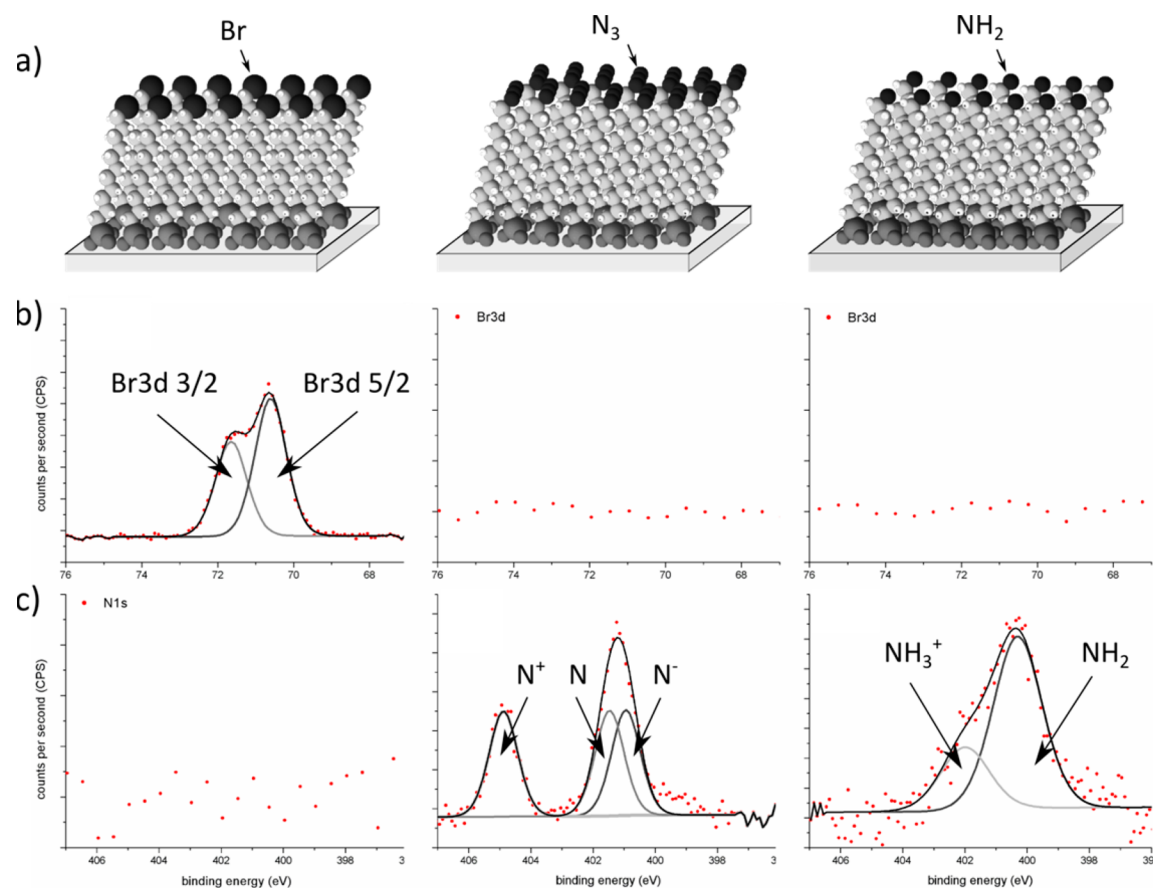 a)
Br
N₃
NH₂
b)
counts per second (CPS)
Br3d 3/2
Br3d 5/2
76 74 72 70 68
Br3d
76 74 72 70 68
Br3d
76 74 72 70 68
c)
counts per second (CPS)
N1s
406 404 402 400 398 3
binding energy (eV)
N⁺
N
N⁻
406 404 402 400 398 3
binding energy (eV)
NH₃⁺
NH₂
406 404 402 400 398 39
binding energy (eV)